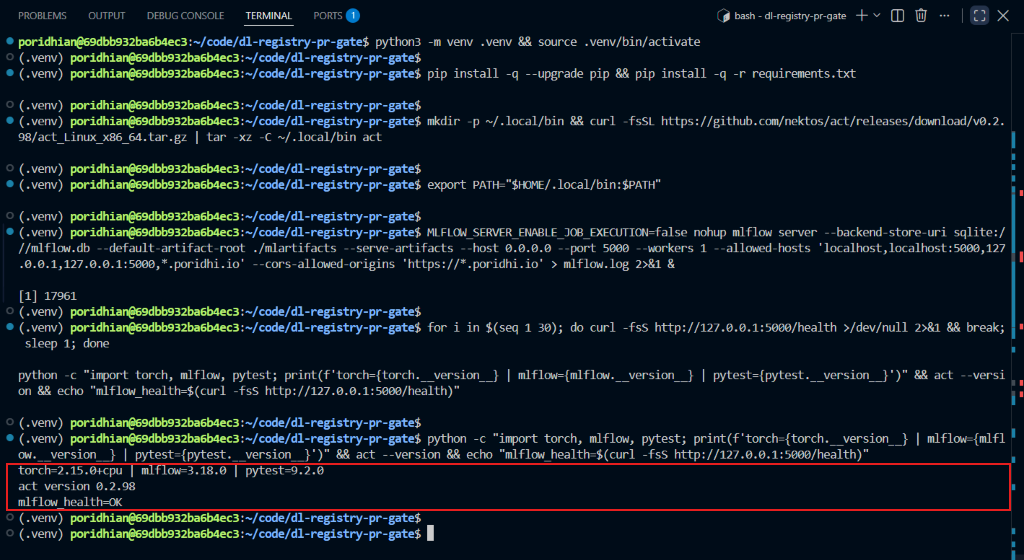 PROBLEMS OUTPUT DEBUG CONSOLE TERMINAL PORTS 1 bash - dl-registry-pr-gate
poridhian@69dbb932ba6b4ec3:~/code/dl-registry-pr-gate$ python3 -m venv .venv && source .venv/bin/activate
(.venv) poridhian@69dbb932ba6b4ec3:~/code/dl-registry-pr-gate$
(.venv) poridhian@69dbb932ba6b4ec3:~/code/dl-registry-pr-gate$ pip install -q --upgrade pip && pip install -q -r requirements.txt
(.venv) poridhian@69dbb932ba6b4ec3:~/code/dl-registry-pr-gate$
(.venv) poridhian@69dbb932ba6b4ec3:~/code/dl-registry-pr-gate$ mkdir -p ~/.local/bin && curl -fsSL https://github.com/nektos/act/releases/download/v0.2.
98/act_Linux_x86_64.tar.gz | tar -xz -C ~/.local/bin act
(.venv) poridhian@69dbb932ba6b4ec3:~/code/dl-registry-pr-gate$
(.venv) poridhian@69dbb932ba6b4ec3:~/code/dl-registry-pr-gate$ export PATH="$HOME/.local/bin:$PATH"
(.venv) poridhian@69dbb932ba6b4ec3:~/code/dl-registry-pr-gate$
(.venv) poridhian@69dbb932ba6b4ec3:~/code/dl-registry-pr-gate$ MLFLOW_SERVER_ENABLE_JOB_EXECUTION=false nohup mlflow server --backend-store-uri sqlite:/
//mlflow.db --default-artifact-root ./mlartifacts --serve-artifacts --host 0.0.0.0 --port 5000 --workers 1 --allowed-hosts 'localhost,localhost:5000,127
.0.0.1,127.0.0.1:5000,*.poridhi.io' --cors-allowed-origins 'https://*.poridhi.io' > mlflow.log 2>&1 &
[1] 17961
(.venv) poridhian@69dbb932ba6b4ec3:~/code/dl-registry-pr-gate$
(.venv) poridhian@69dbb932ba6b4ec3:~/code/dl-registry-pr-gate$ for i in $(seq 1 30); do curl -fsS http://127.0.0.1:5000/health >/dev/null 2>&1 && break;
sleep 1; done
python -c "import torch, mlflow, pytest; print(f'torch={torch.__version__} | mlflow={mlflow.__version__} | pytest={pytest.__version__}')" && act --versi
on && echo "mlflow_health=$(curl -fsS http://127.0.0.1:5000/health)"
(.venv) poridhian@69dbb932ba6b4ec3:~/code/dl-registry-pr-gate$
(.venv) poridhian@69dbb932ba6b4ec3:~/code/dl-registry-pr-gate$ python -c "import torch, mlflow, pytest; print(f'torch={torch.__version__} | mlflow={mlfl
ow.__version__} | pytest={pytest.__version__}')" && act --version && echo "mlflow_health=$(curl -fsS http://127.0.0.1:5000/health)"
torch=2.15.0+cpu | mlflow=3.18.0 | pytest=9.2.0
act version 0.2.98
mlflow_health=OK
(.venv) poridhian@69dbb932ba6b4ec3:~/code/dl-registry-pr-gate$
(.venv) poridhian@69dbb932ba6b4ec3:~/code/dl-registry-pr-gate$